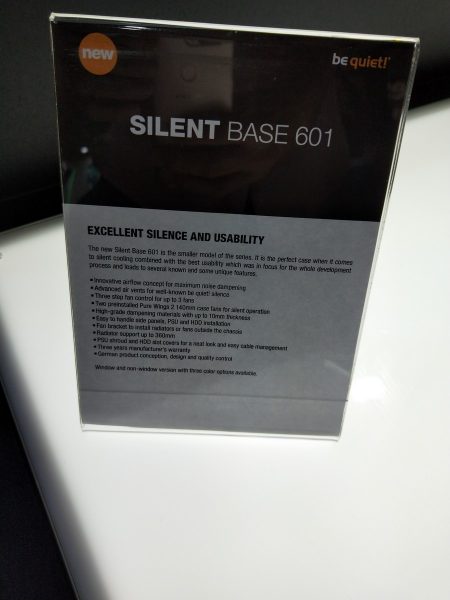 new
be quiet!
SILENT BASE 601
EXCELLENT SILENCE AND USABILITY
The new Silent Base 601 is the smaller model of the series. It is the perfect case when it comes
to silent cooling combined with the best usability which was in focus for the whole development
process and leads to several known and some unique features.
• Innovative airflow concept for maximum noise dampening
• Advanced air vents for well-known be quiet! silence
• Three step fan control for up to 3 fans
• Two preinstalled Pure Wings 2 140mm case fans for silent operation
• High-grade dampening materials with up to 10mm thickness
• Easy to handle side panels, PSU and HDD installation
• Fan bracket to install radiators or fans outside the chassis
• Radiator support up to 360mm
• PSU shroud and HDD slot covers for a neat look and easy cable management
• Three years manufacturer's warranty
• German product conception, design and quality control
Window and non-window version with three color options available.